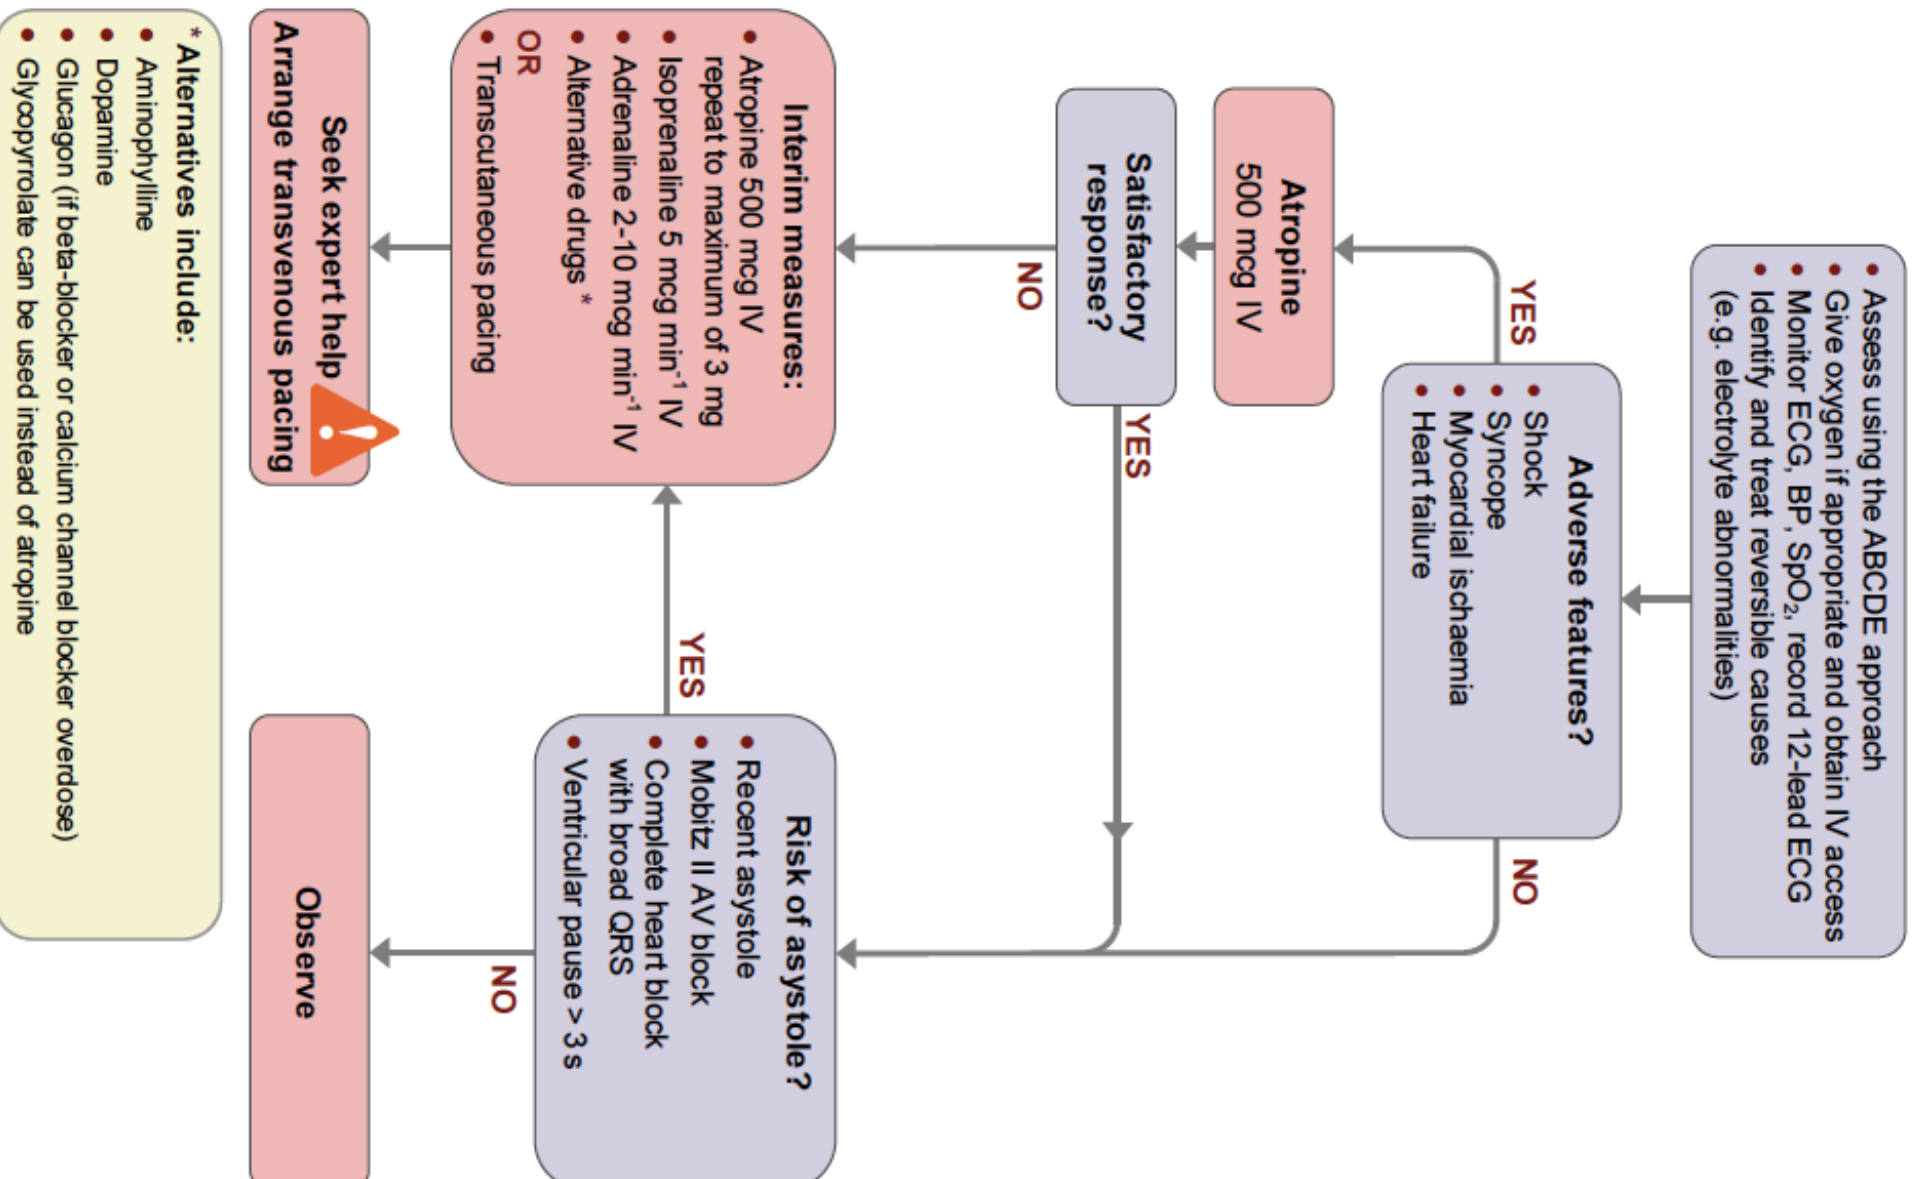 • Assess using the ABCDE approach
• Give oxygen if appropriate and obtain IV access
• Monitor ECG, BP, SpO₂, record 12-lead ECG
• Identify and treat reversible causes
(e.g. electrolyte abnormalities)
Adverse features?
• Shock
• Syncope
• Myocardial ischaemia
• Heart failure
YES
NO
Atropine
500 mcg IV
Satisfactory
response?
YES
NO
Interim measures:
• Atropine 500 mcg IV
repeat to maximum of 3 mg
• Isoprenaline 5 mcg min⁻¹ IV
• Adrenaline 2-10 mcg min⁻¹ IV
• Alternative drugs *
OR
• Transcutaneous pacing
Risk of asystole?
• Recent asystole
• Mobitz II AV block
• Complete heart block
with broad QRS
• Ventricular pause > 3 s
YES
NO
Seek expert help
Arrange transvenous pacing
!
Observe
* Alternatives include:
• Aminophylline
• Dopamine
• Glucagon (if beta-blocker or calcium channel blocker overdose)
• Glycopyrrolate can be used instead of atropine